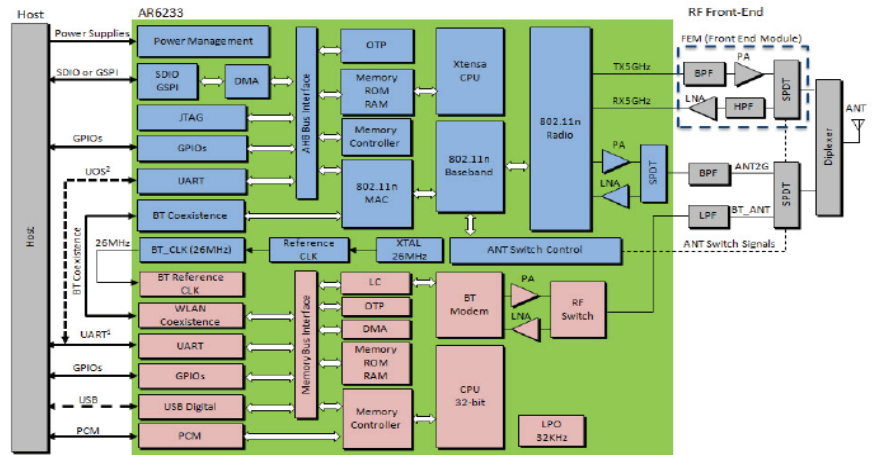 Host
AR6233
RF Front-End
Power Supplies
Power Management
OTP
Xtensa
CPU
FEM (Front End Module)
SDIO or GSPI
SDIO
GSPI
DMA
AHB Bus Interface
Memory
ROM
RAM
TX5GHz
BPF
PA
SPDT
RX5GHz
LNA
HPF
JTAG
Memory
Controller
802.11n
Radio
ANT
Diplexer
GPIOs
GPIOs
802.11n
Baseband
PA
UOS2
UART
802.11n
MAC
LNA
SPDT
BPF
ANT2G
SPDT
BT Coexistence
LPF
BT_ANT
Host
BT Coexistence
26MHz
BT_CLK (26MHz)
Reference
CLK
XTAL
26MHz
ANT Switch Control
ANT Switch Signals
BT Reference
CLK
Memory Bus Interface
LC
BT
Modem
PA
RF
Switch
WLAN
Coexistence
OTP
LNA
UART
UART
DMA
GPIOs
GPIOs
Memory
ROM
RAM
CPU
32-bit
USB
USB Digital
Memory
Controller
LPO
32KHz
PCM
PCM